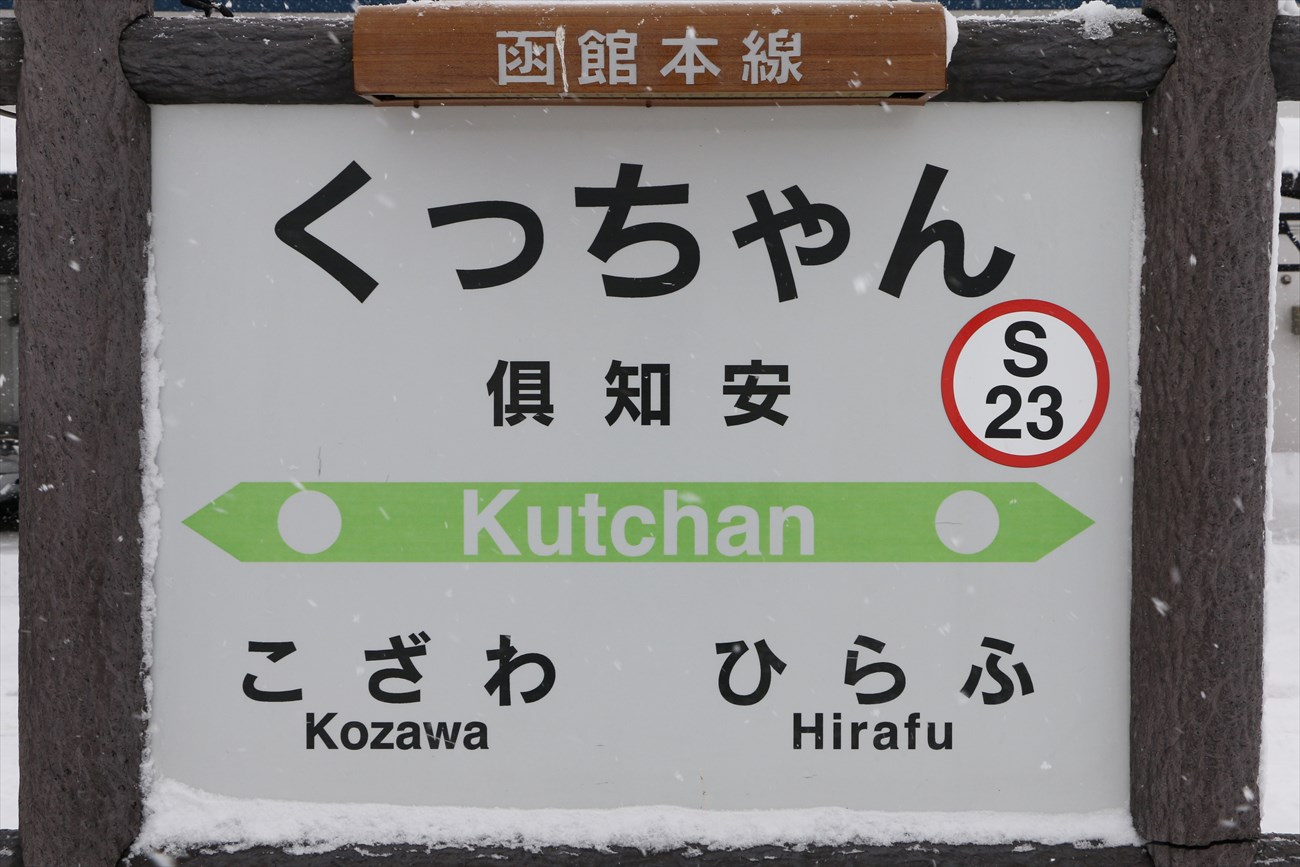 函館本線
くっちゃん
倶知安
S
23
Kutchan
こざわ ひらふ
Kozawa Hirafu